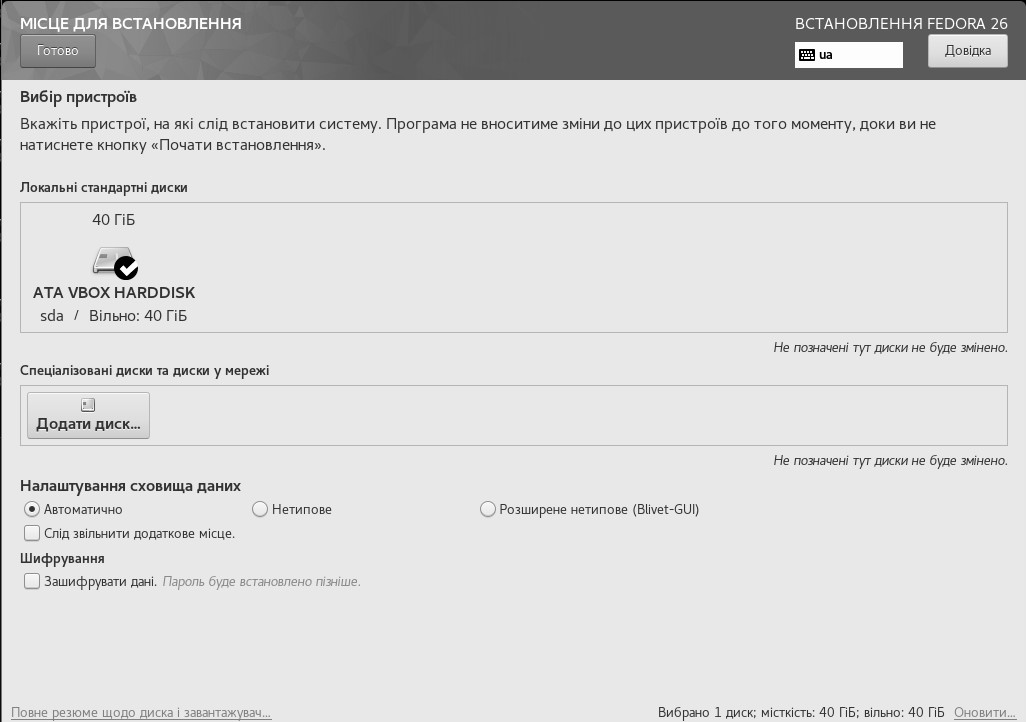 МІСЦЕ ДЛЯ ВСТАНОВЛЕННЯ
ВСТАНОВЛЕННЯ FEDORA 26
Готово
ua
Довідка
Вибір пристроїв
Вкажіть пристрої, на які слід встановити систему. Програма не вноситиме зміни до цих пристроїв до того моменту, доки ви не
натиснете кнопку «Почати встановлення».
Локальні стандартні диски
40 ГіБ
ATA VBOX HARDDISK
sda / Вільно: 40 ГіБ
Не позначені тут диски не буде змінено.
Спеціалізовані диски та диски у мережі
Додати диск...
Не позначені тут диски не буде змінено.
Налаштування сховища даних
Автоматично
Нетипове
Розширене нетипове (Blivet-GUI)
Слід звільнити додаткове місце.
Шифрування
Зашифрувати дані. Пароль буде встановлено пізніше.
Повне резюме щодо диска і завантажувач...
Вибрано 1 диск; місткість: 40 ГіБ; вільно: 40 ГіБ
Оновити...